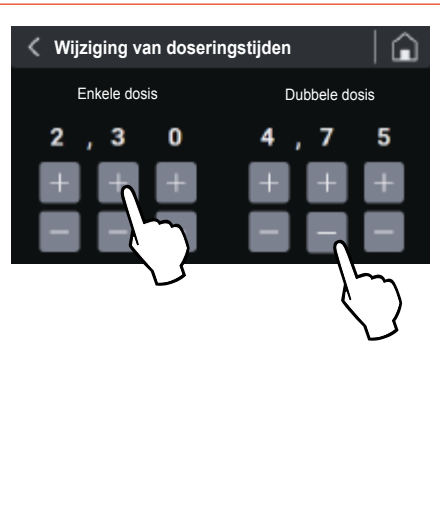 Wijziging van doseringstijden
Enkele dosis Dubbele dosis
2 , 3 0 4 , 7 5
+ + + + + +
− − − − −